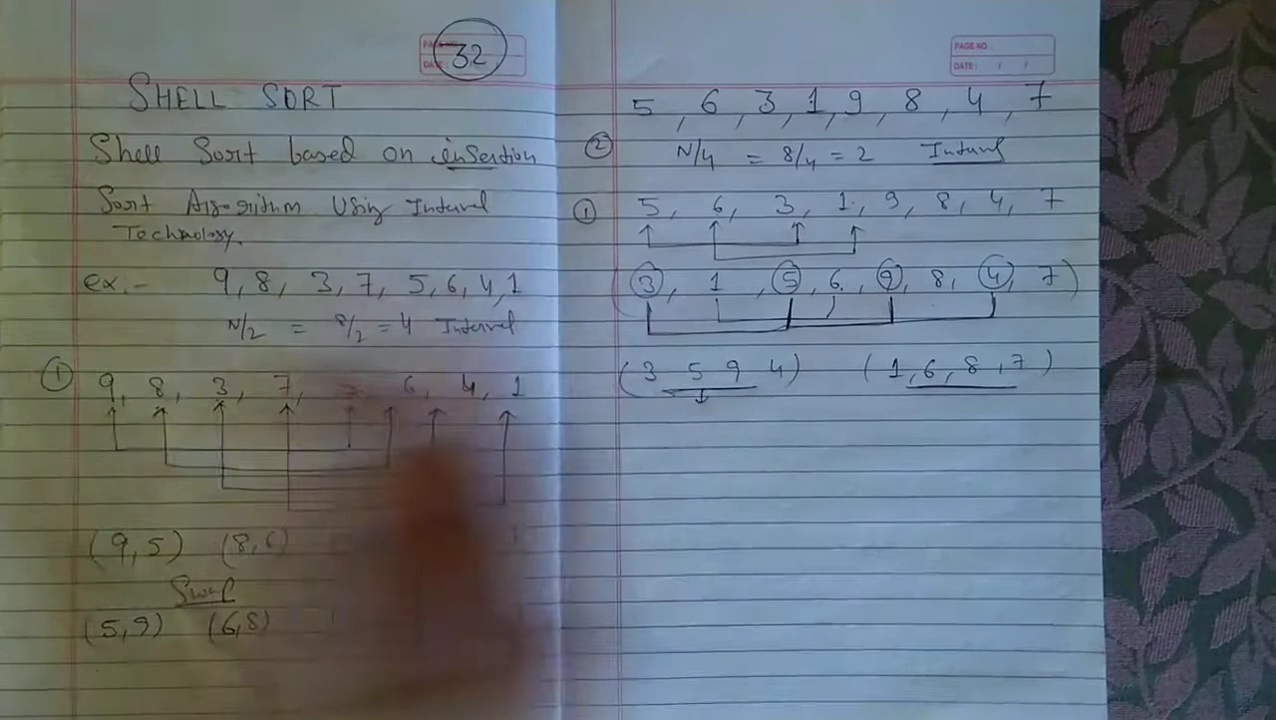 32
SHELL SORT
Shell Sort based on insertion
Sort Algorithm Using Interval
Technology.
ex:- 9, 8, 3, 7, 5, 6, 4, 1
N/2 = 8/2 = 4 Interval
① 9, 8, 3, 7, 5 6, 4, 1
(9, 5) (8, 6)
Swap
(5, 9) (6,8)
PAGE NO.:
DATE: / /
5, 6, 3, 1, 9, 8, 4, 7
② N/4 = 8/4 = 2
① 5, 6, 3, 1, 9, 8, 4, 7
(3, 1, 5, 6, 9, 8, 4, 7)
(3 5 9 4) (1, 6, 8, 7)